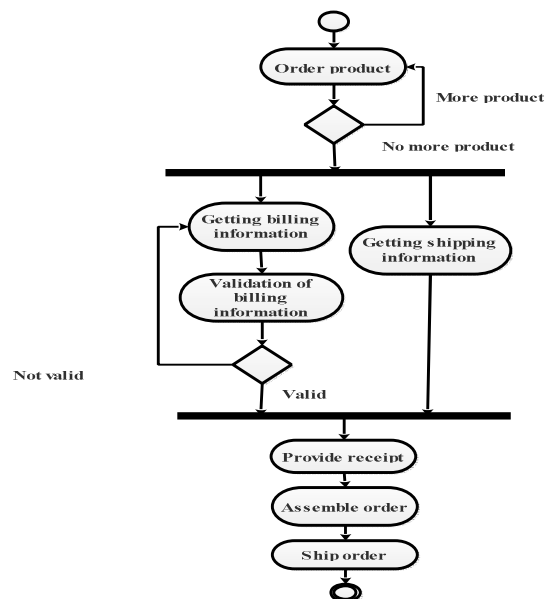 Order product
More product
No more product
Getting billing
information
Getting shipping
information
Validation of
billing
information
Not valid
Valid
Provide receipt
Assemble order
Ship order